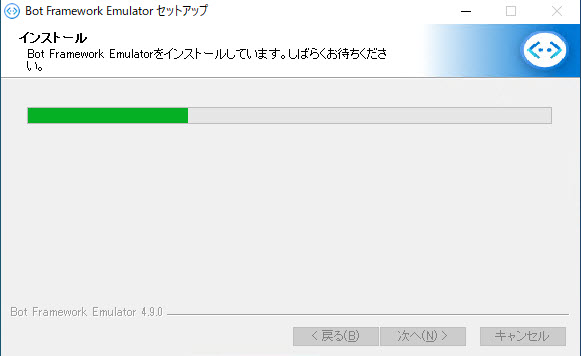 Bot Framework Emulator セットアップ
インストール
Bot Framework Emulatorをインストールしています。しばらくお待ちくださ
い。
Bot Framework Emulator 4.9.0
< 戻る(B) 次へ(N) > キャンセル